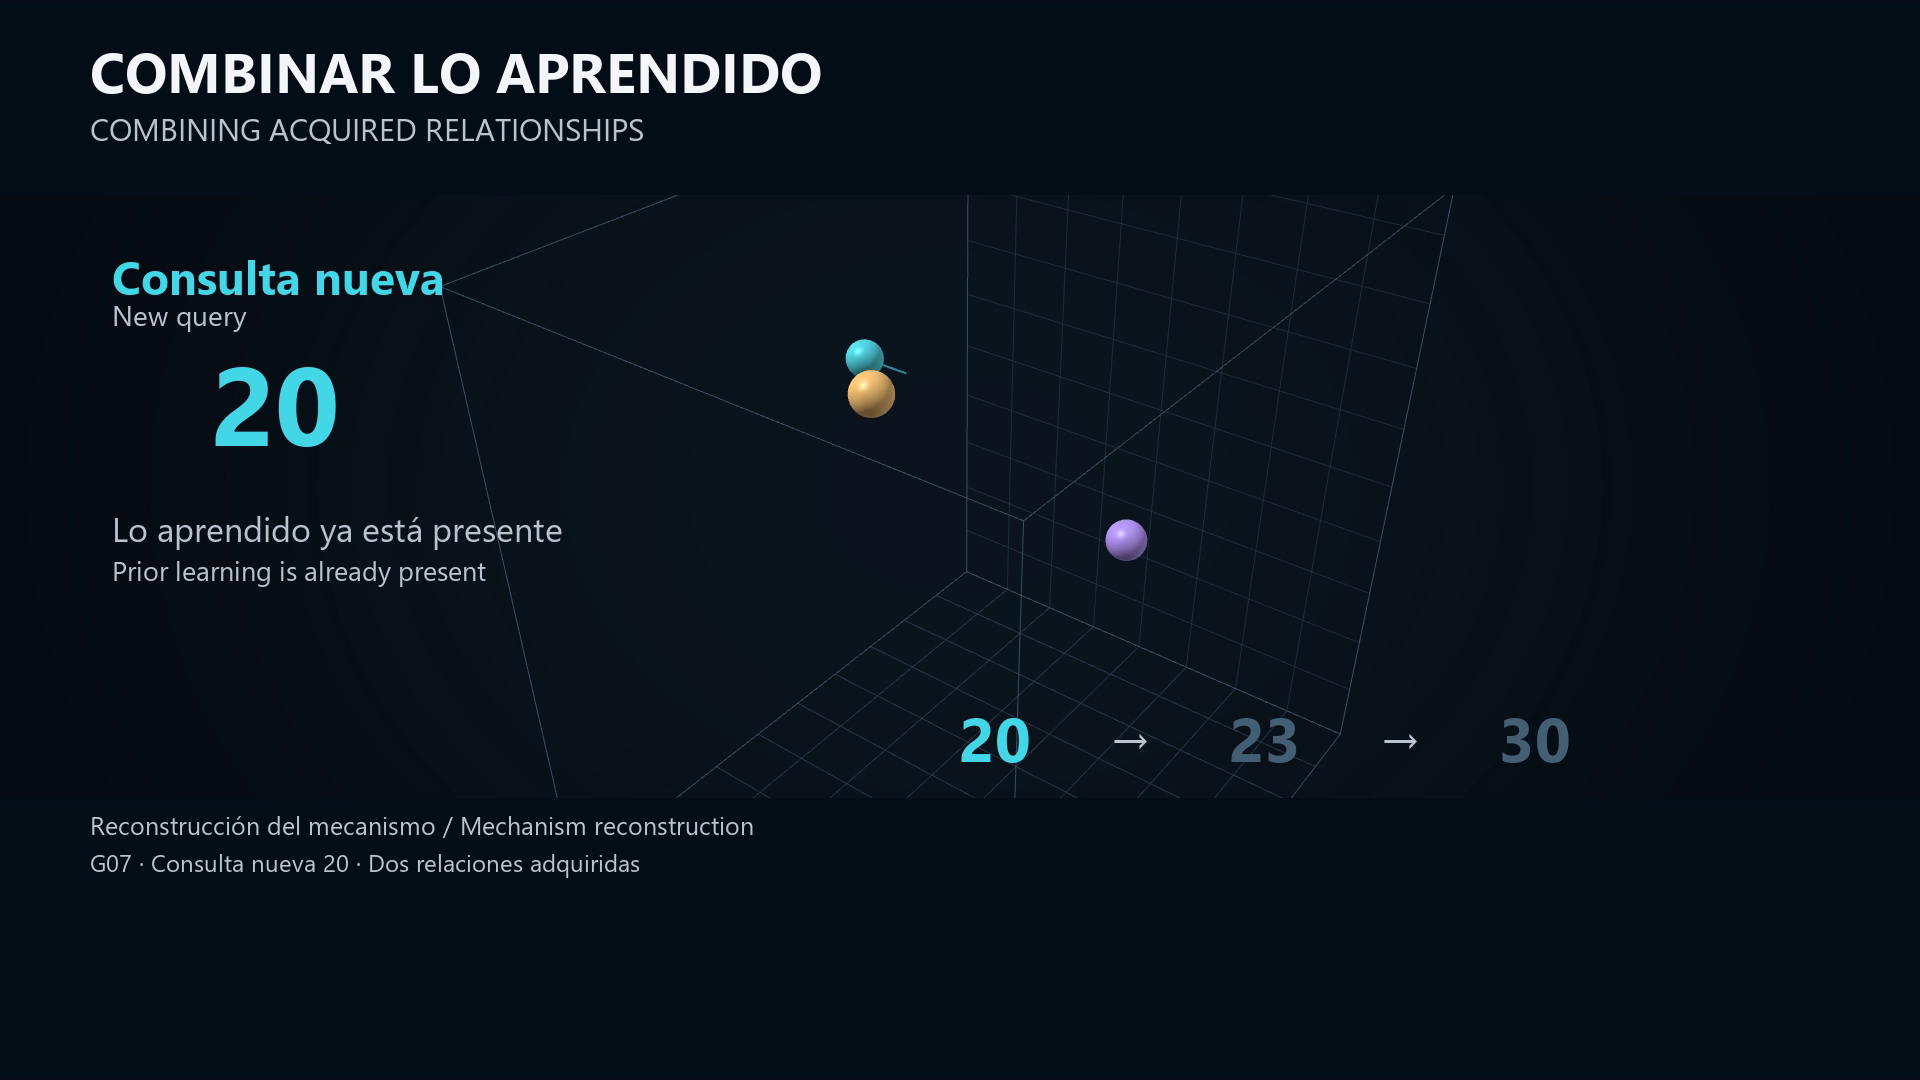 COMBINAR LO APRENDIDO
COMBINING ACQUIRED RELATIONSHIPS
Consulta nueva
New query
20
Lo aprendido ya está presente
Prior learning is already present
20 → 23 → 30
Reconstrucción del mecanismo / Mechanism reconstruction
G07 · Consulta nueva 20 · Dos relaciones adquiridas